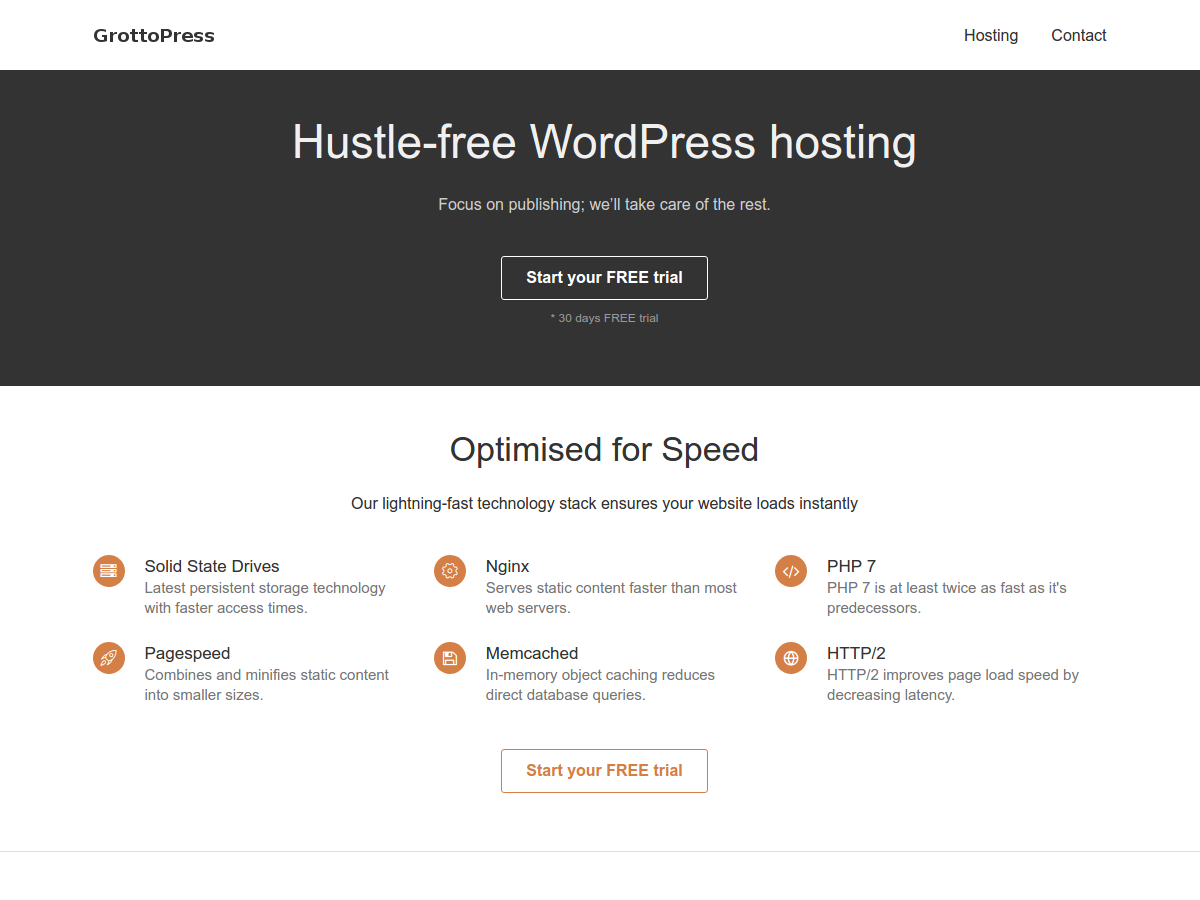 GrottoPress
Hosting
Contact
Hustle-free WordPress hosting
Focus on publishing; we’ll take care of the rest.
Start your FREE trial
* 30 days FREE trial
Optimised for Speed
Our lightning-fast technology stack ensures your website loads instantly
Solid State Drives
Latest persistent storage technology
with faster access times.
Nginx
Serves static content faster than most
web servers.
PHP 7
PHP 7 is at least twice as fast as it's
predecessors.
Pagespeed
Combines and minifies static content
into smaller sizes.
Memcached
In-memory object caching reduces
direct database queries.
HTTP/2
HTTP/2 improves page load speed by
decreasing latency.
Start your FREE trial